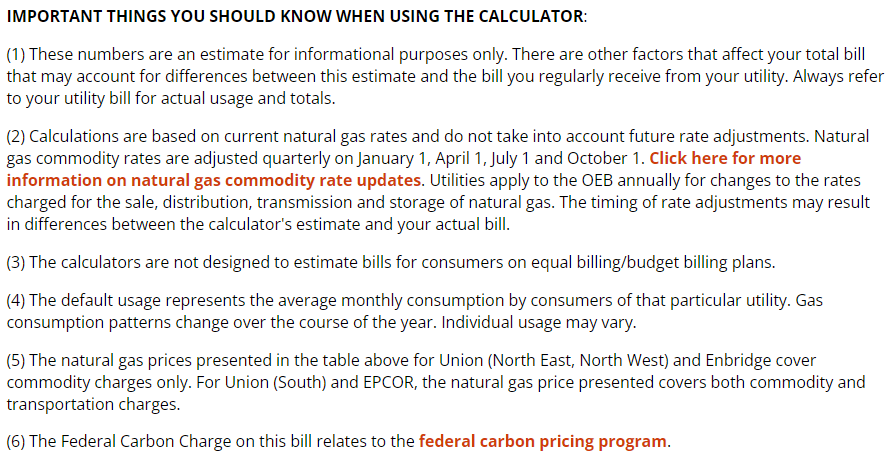 IMPORTANT THINGS YOU SHOULD KNOW WHEN USING THE CALCULATOR:
(1) These numbers are an estimate for informational purposes only. There are other factors that affect your total bill
that may account for differences between this estimate and the bill you regularly receive from your utility. Always refer
to your utility bill for actual usage and totals.
(2) Calculations are based on current natural gas rates and do not take into account future rate adjustments. Natural
gas commodity rates are adjusted quarterly on January 1, April 1, July 1 and October 1. Click here for more
information on natural gas commodity rate updates. Utilities apply to the OEB annually for changes to the rates
charged for the sale, distribution, transmission and storage of natural gas. The timing of rate adjustments may result
in differences between the calculator's estimate and your actual bill.
(3) The calculators are not designed to estimate bills for consumers on equal billing/budget billing plans.
(4) The default usage represents the average monthly consumption by consumers of that particular utility. Gas
consumption patterns change over the course of the year. Individual usage may vary.
(5) The natural gas prices presented in the table above for Union (North East, North West) and Enbridge cover
commodity charges only. For Union (South) and EPCOR, the natural gas price presented covers both commodity and
transportation charges.
(6) The Federal Carbon Charge on this bill relates to the federal carbon pricing program.